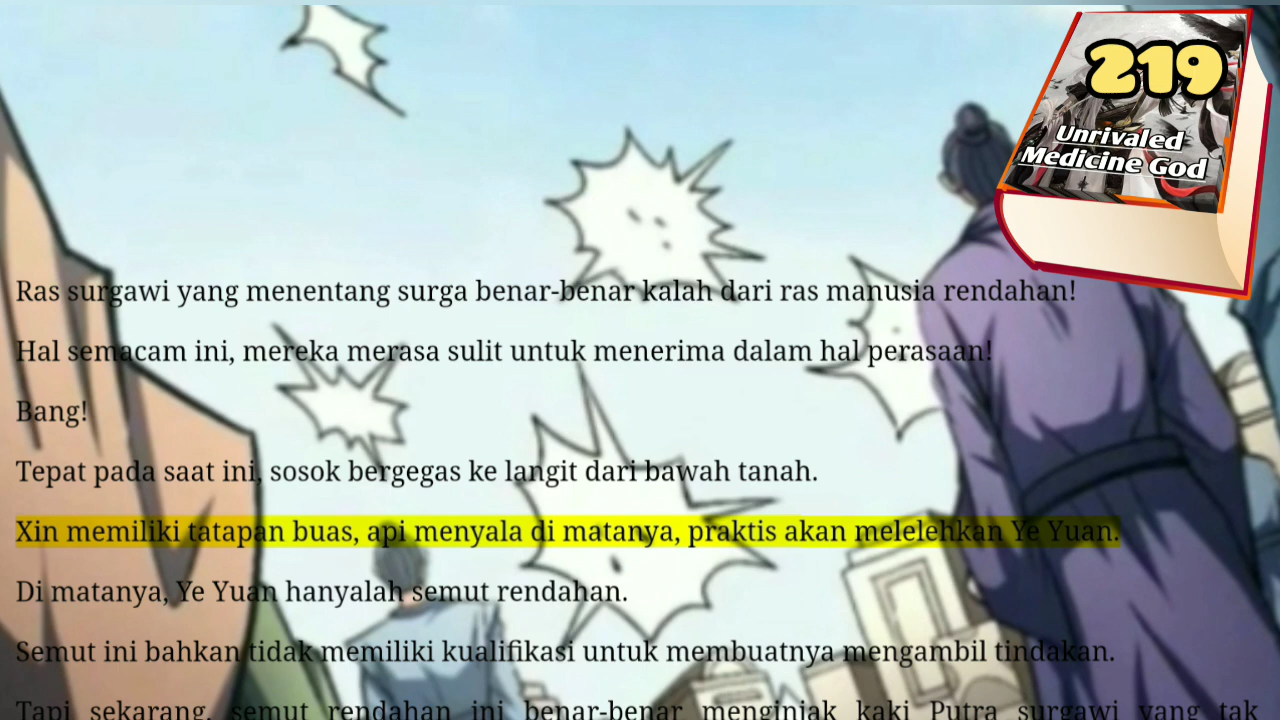 219
Unrivaled
Medicine God
Ras surgawi yang menentang surga benar-benar kalah dari ras manusia rendahan!
Hal semacam ini, mereka merasa sulit untuk menerima dalam hal perasaan!
Bang!
Tepat pada saat ini, sosok bergegas ke langit dari bawah tanah.
Xin memiliki tatapan buas, api menyala di matanya, praktis akan melelehkan Ye Yuan.
Di matanya, Ye Yuan hanyalah semut rendahan.
Semut ini bahkan tidak memiliki kualifikasi untuk membuatnya mengambil tindakan.
Tapi sekarang, semut rendahan ini benar-benar menginjak kaki Putra surgawi yang tak